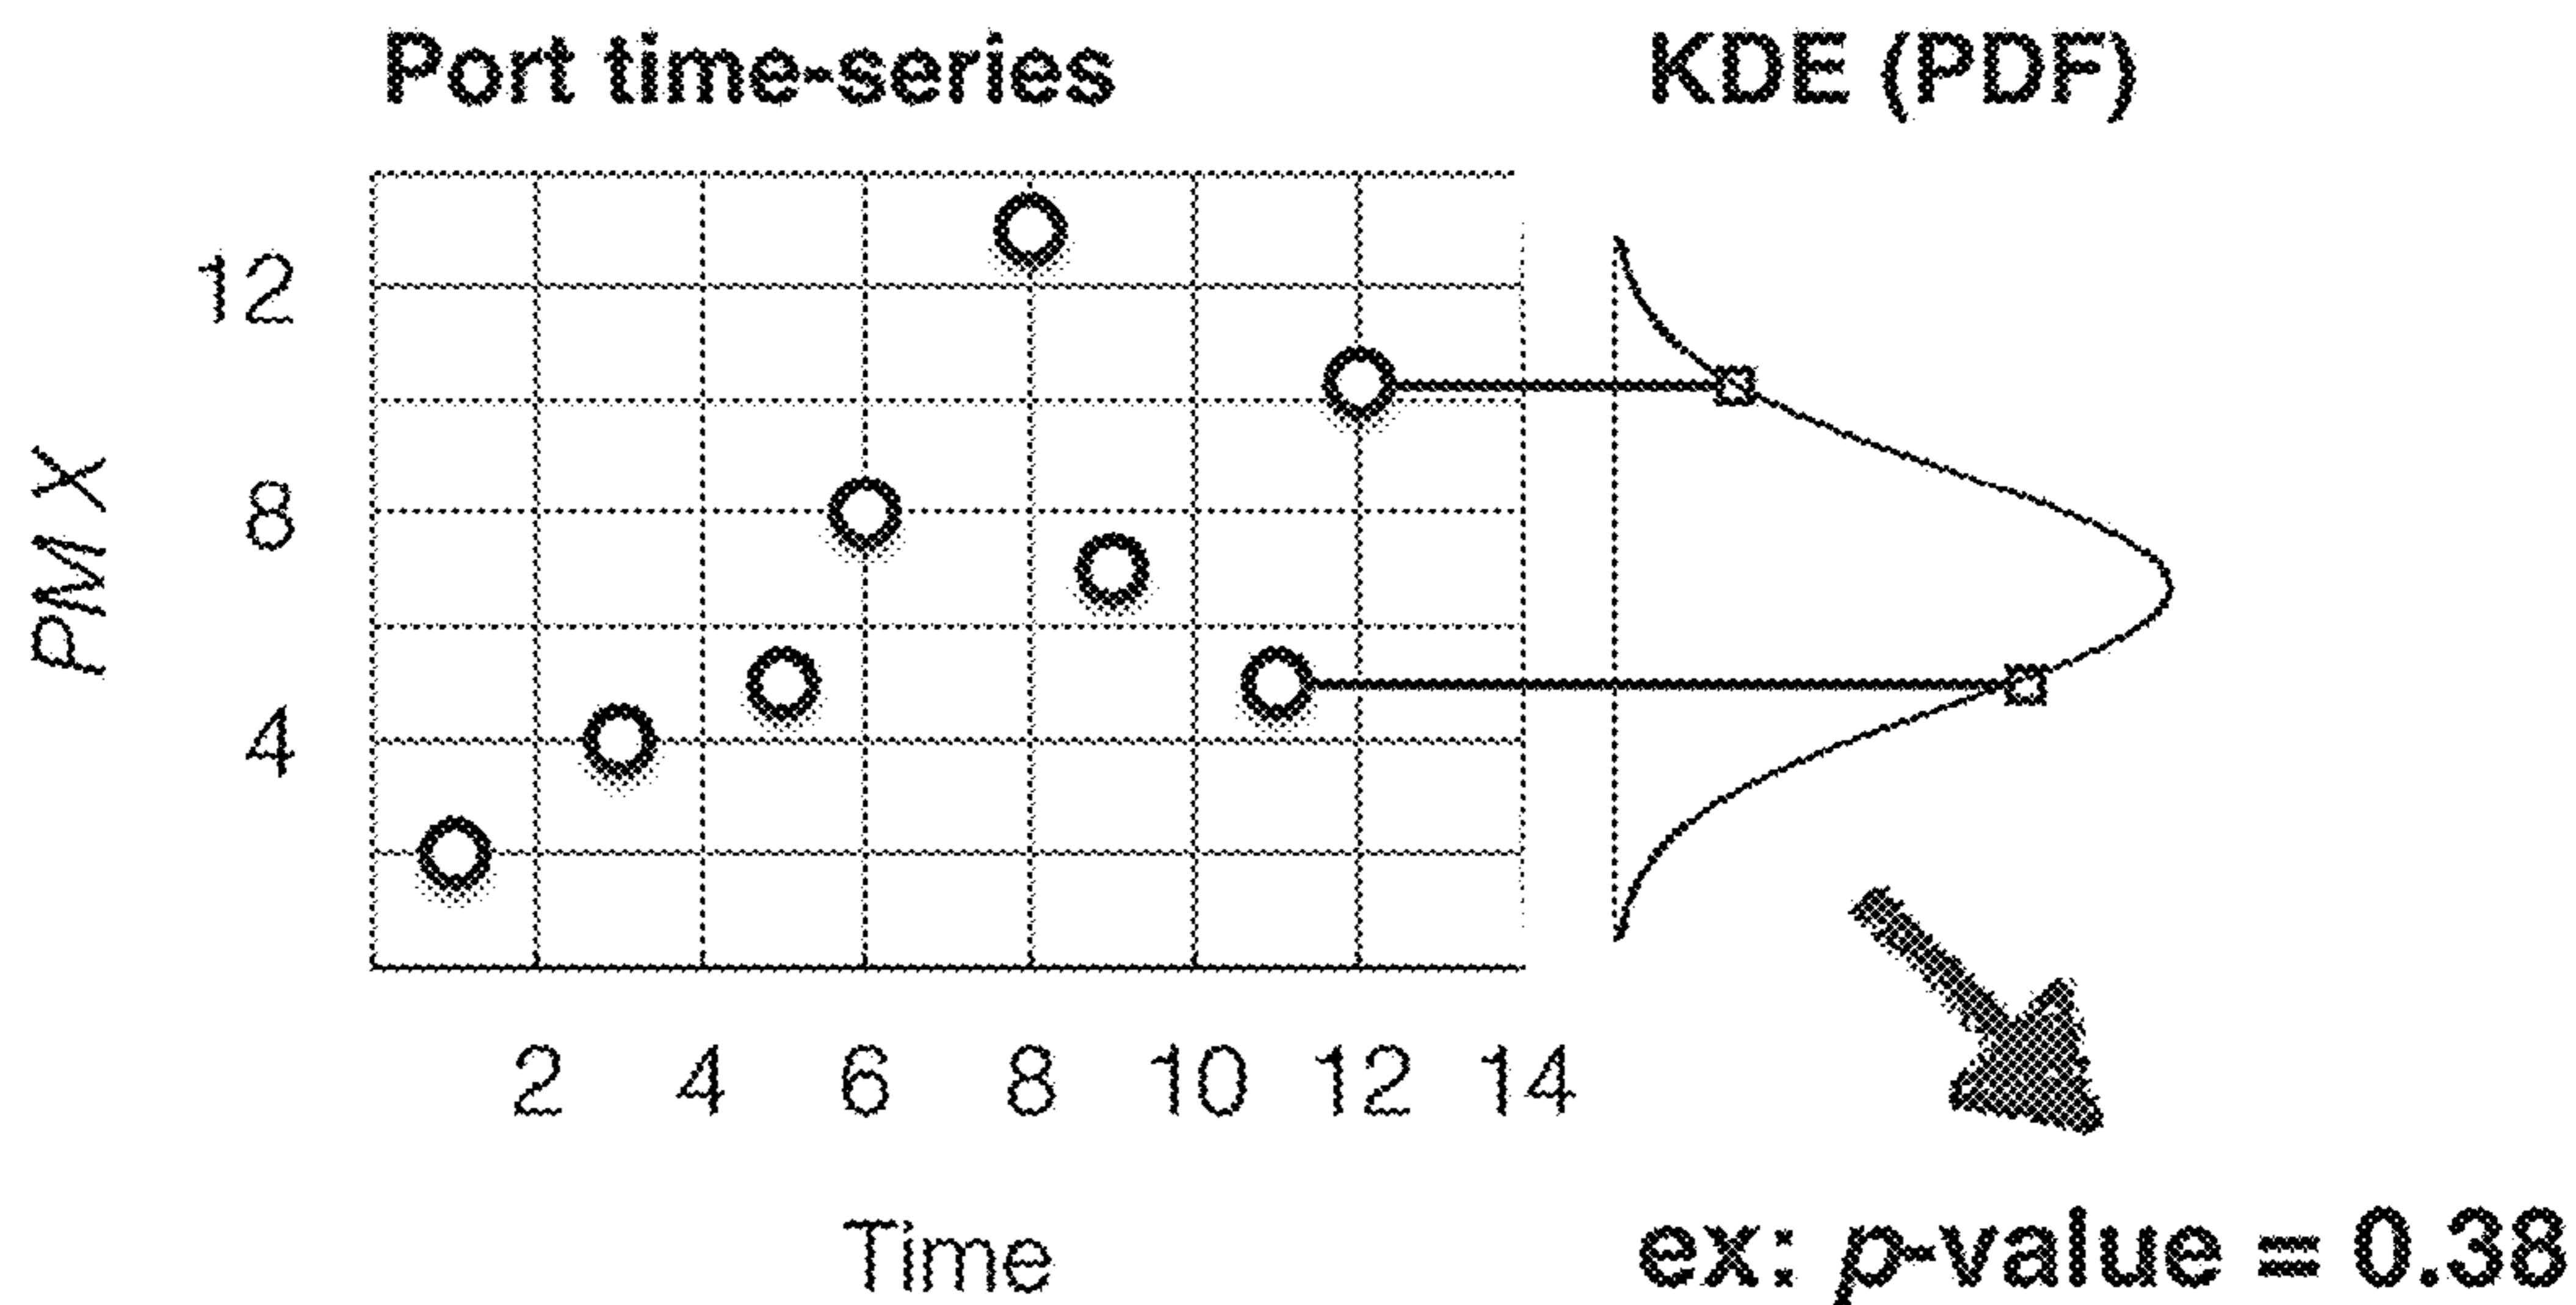 Port time-series
KDE (PDF)
12
8
4
PM X
2 4 6 8 10 12 14
Time
ex: p-value = 0.38